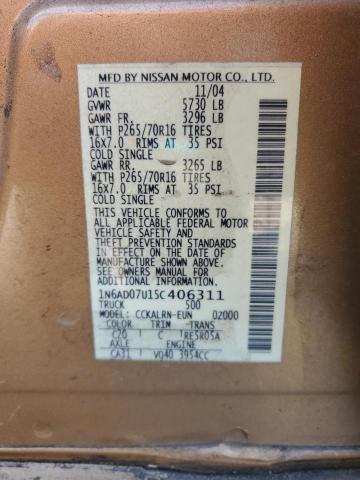 MFD BY NISSAN MOTOR CO., LTD.
DATE 11/04
GVWR 5730 LB
GAWR FR. 3296 LB
WITH P265/70R16 TIRES
16X7.0 RIMS AT 35 PSI
COLD SINGLE
GAWR RR. 3265 LB
WITH P265/70R16 TIRES
16X7.0 RIMS AT 35 PSI
COLD SINGLE
THIS VEHICLE CONFORMS TO
ALL APPLICABLE FEDERAL MOTOR
VEHICLE SAFETY AND
THEFT PREVENTION STANDARDS
IN EFFECT ON THE DATE OF
MANUFACTURE SHOWN ABOVE.
SEE OWNERS MANUAL FOR
ADDITIONAL INFORMATION.
1N6AD07U15C406311
TRUCK 500
MODEL CCKALRN-EUN 02000
COLOR TRIM TRANS
C20 C RE5R05A
AXLE ENGINE
CA31 VQ40 3954CC